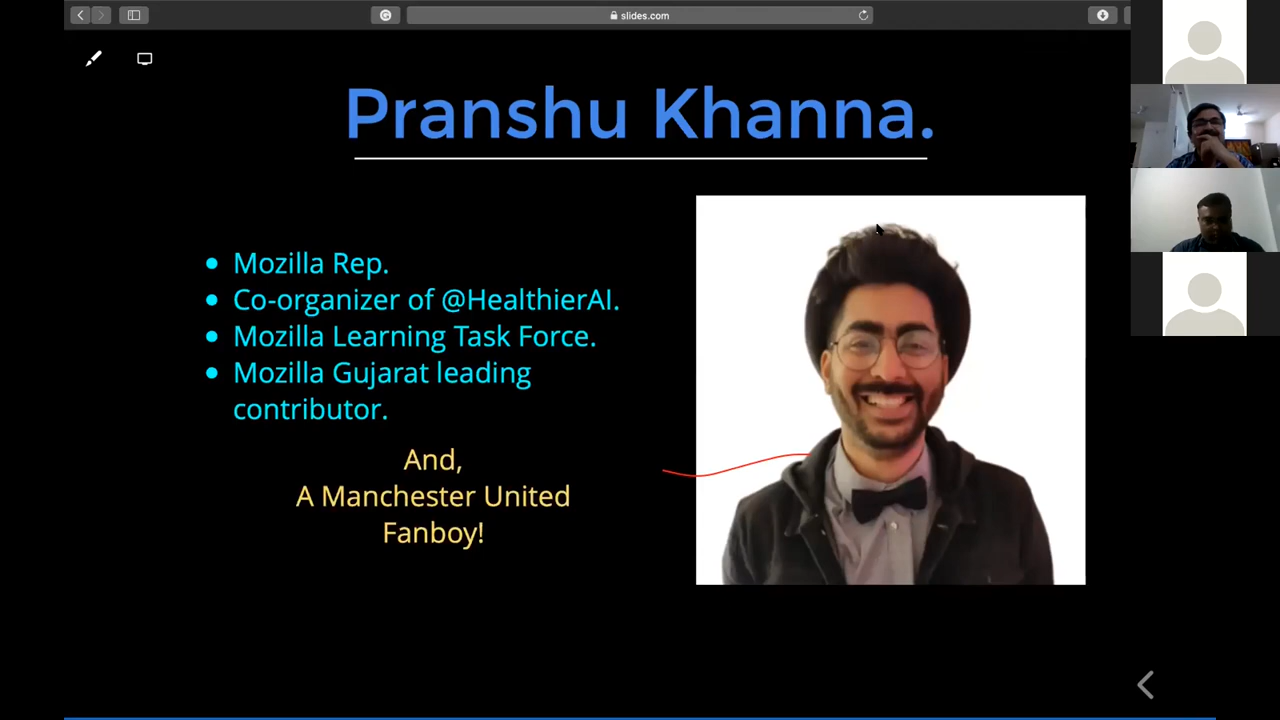 slides.com
Pranshu Khanna.
Mozilla Rep.
Co-organizer of @HealthierAI.
Mozilla Learning Task Force.
Mozilla Gujarat leading
contributor.
And,
A Manchester United
Fanboy!